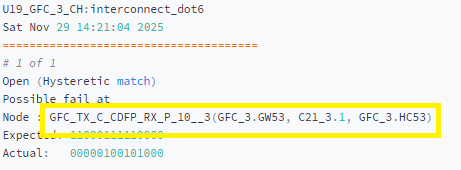 U19_GFC_3_CH:interconnect_dot6
Sat Nov 29 14:21:04 2025
====================================
# 1 of 1
Open (Hysteretic match)
Possible fail at
Node : GFC_TX_C_CDFP_RX_P_10__3(GFC_3.GW53, C21_3.1, GFC_3.HC53)
Expected:
Actual:   00000100101000